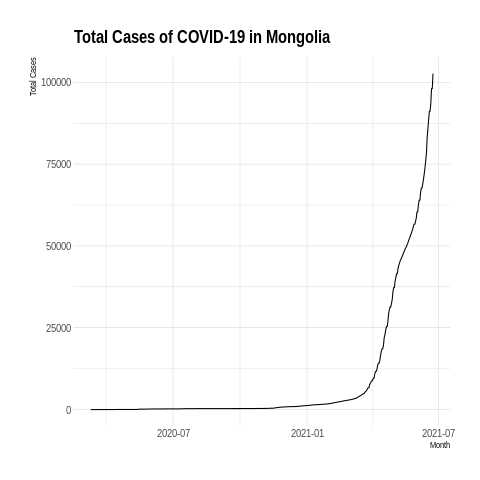 Total Cases of COVID-19 in Mongolia
Total Cases
100000
75000
50000
25000
0
2020-07
2021-01
2021-07
Month